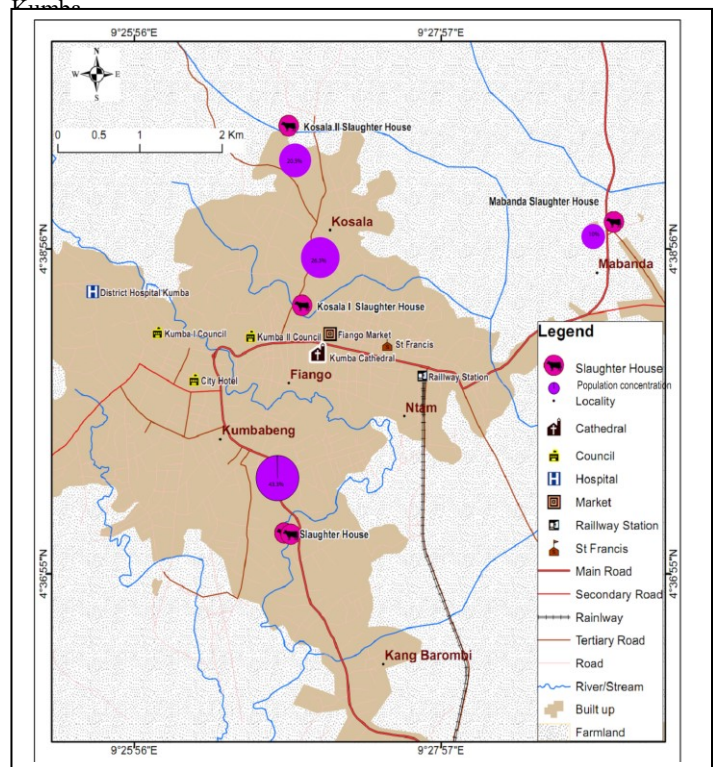 Kumba
9°25'56"E
9°27'57"E
N
W
E
S
0 0.5 1 2 Km
Kosala II Slaughter House
Mabanda Slaughter House
Kosala
4°38'56"N
4°38'56"N
Mabanda
District Hospital Kumba
Kosala I Slaughter House
Kumba I Council
Kumba II Council
Fiango Market
St Francis
Kumba Cathedral
City Hotel
Fiango
Raillway Station
Ntam
Kumbabeng
Slaughter House
4°36'55"N
4°36'55"N
Kang Barombi
Legend
Slaughter House
Population concentration
Locality
Cathedral
Council
Hospital
Market
Raillway Station
St Francis
Main Road
Secondary Road
Rainlway
Tertiary Road
Road
River/Stream
Built up
Farmland
9°25'56"E
9°27'57"E